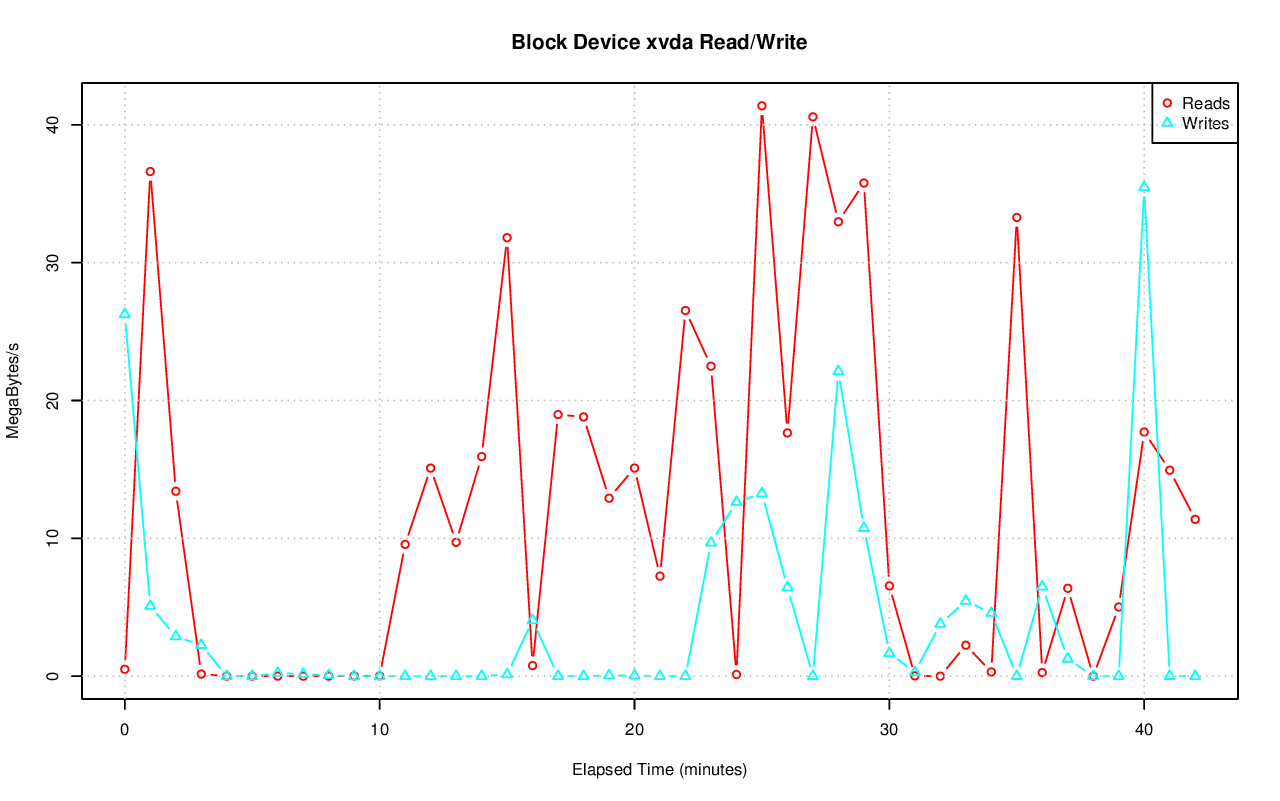 Block Device xvda Read/Write
Reads
Writes
MegaBytes/s
40
30
20
10
0
0 10 20 30 40
Elapsed Time (minutes)